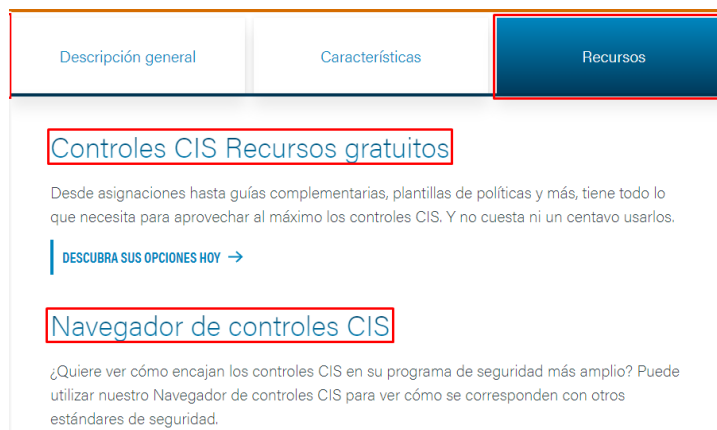 Descripción general
Características
Recursos
Controles CIS Recursos gratuitos
Desde asignaciones hasta guías complementarias, plantillas de políticas y más, tiene todo lo
que necesita para aprovechar al máximo los controles CIS. Y no cuesta ni un centavo usarlos.
DESCUBRA SUS OPCIONES HOY →
Navegador de controles CIS
¿Quiere ver cómo encajan los controles CIS en su programa de seguridad más amplio? Puede
utilizar nuestro Navegador de controles CIS para ver cómo se corresponden con otros
estándares de seguridad.